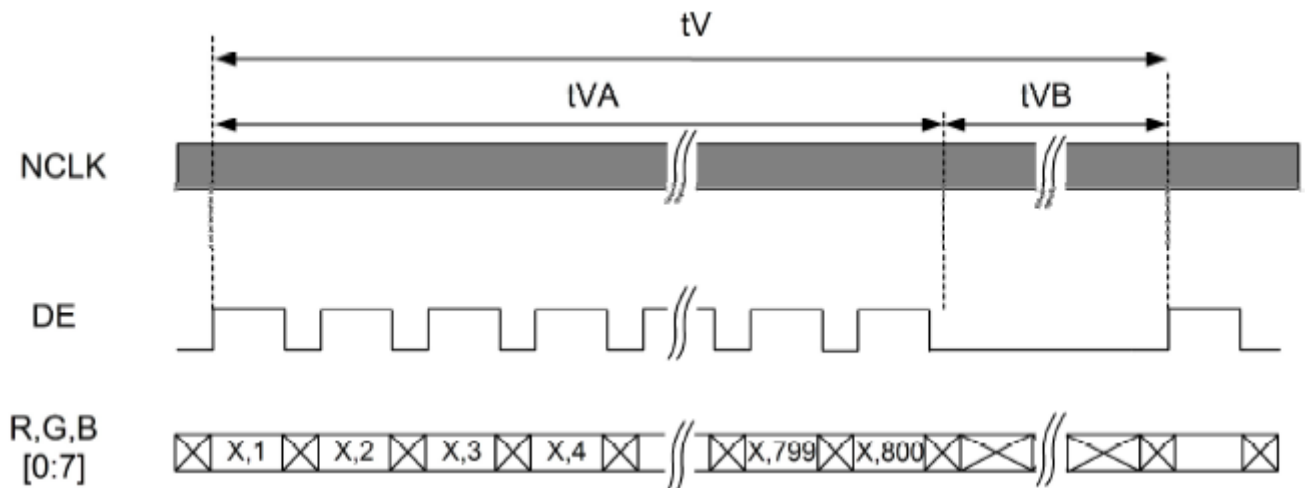 tV
tVA
tVB
NCLK
DE
R,G,B
[0:7]
X,1 X,2 X,3 X,4 X,799 X,800